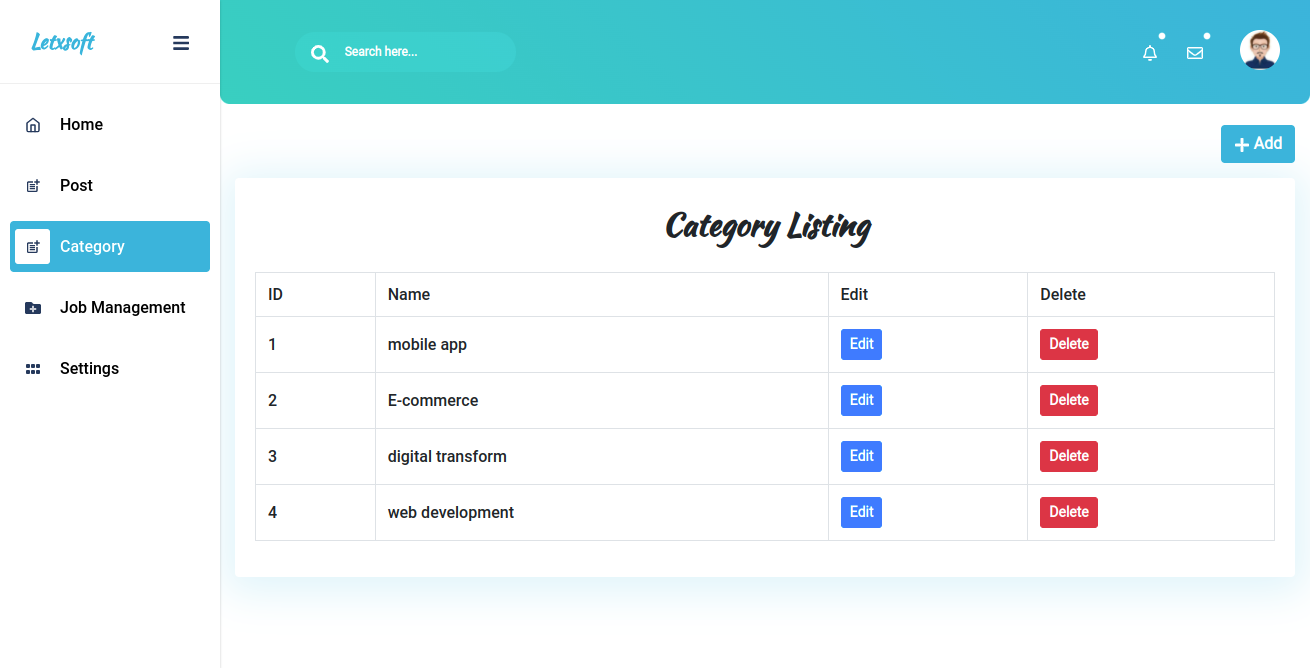 Letxsoft
Search here...
Home
Post
Category
Job Management
Settings
Add
Category Listing
ID Name Edit Delete
1 mobile app Edit Delete
2 E-commerce Edit Delete
3 digital transform Edit Delete
4 web development Edit Delete